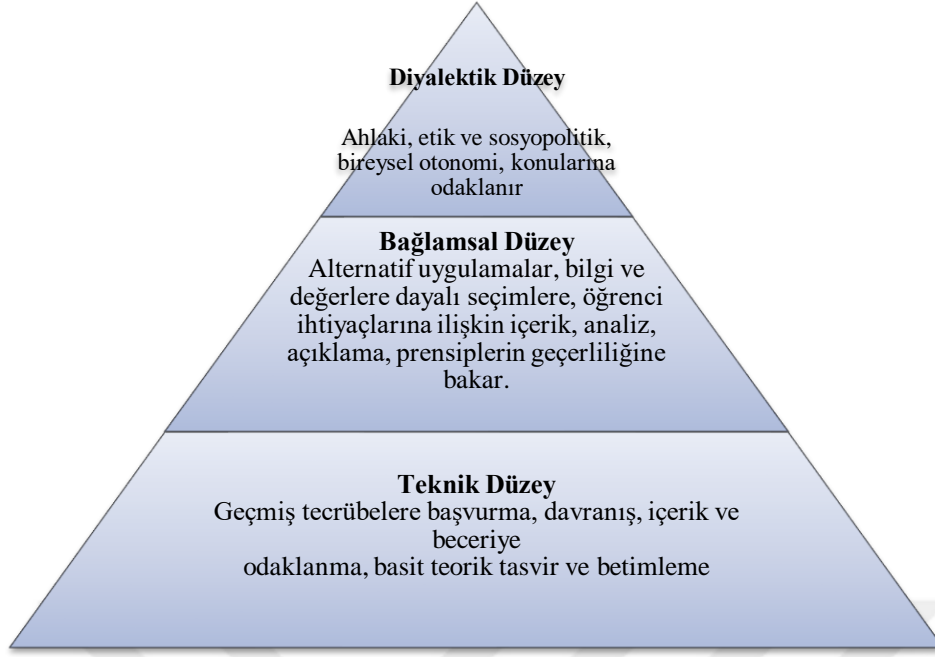 Diyalektik Düzey
Ahlaki, etik ve sosyopolitik,
bireysel otonomi, konularına
odaklanır
Bağlamsal Düzey
Alternatif uygulamalar, bilgi ve
değerlere dayalı seçimlere, öğrenci
ihtiyaçlarına ilişkin içerik, analiz,
açıklama, prensiplerin geçerliliğine
bakar.
Teknik Düzey
Geçmiş tecrübelere başvurma, davranış, içerik ve
beceriye
odaklanma, basit teorik tasvir ve betimleme